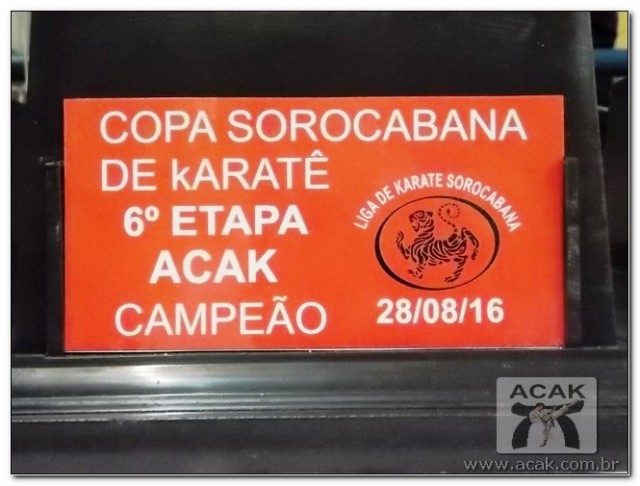 COPA SOROCABANA
DE kARATÊ
6º ETAPA
ACAK
CAMPEÃO
LIGA DE KARATE SOROCABANA
28/08/16
ACAK
www.acak.com.br